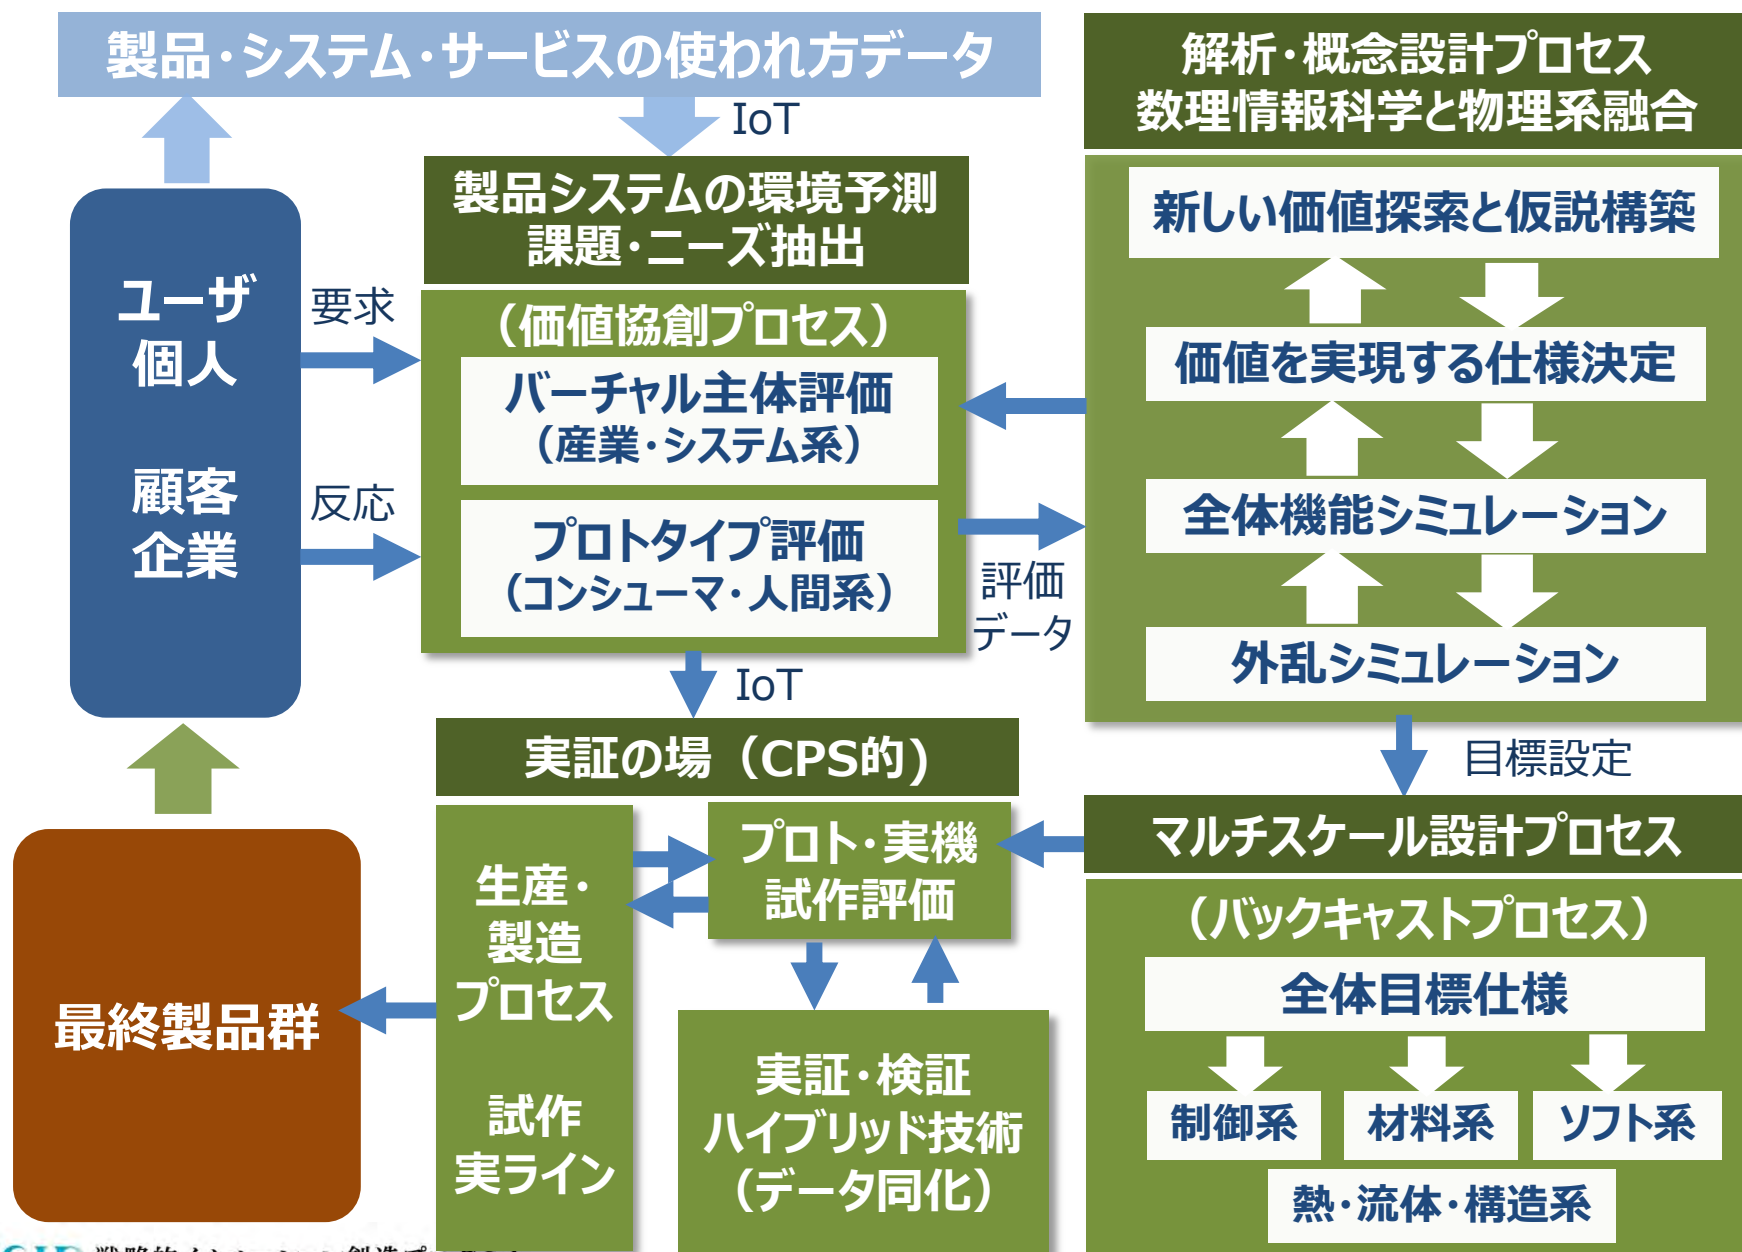 製品・システム・サービスの使われ方データ
IoT
解析・概念設計プロセス
数理情報科学と物理系融合
製品システムの環境予測
課題・ニーズ抽出
新しい価値探索と仮説構築
ユーザ
個人
顧客
企業
要求
反応
（価値協創プロセス）
バーチャル主体評価
（産業・システム系）
プロトタイプ評価
（コンシューマ・人間系）
評価
データ
価値を実現する仕様決定
全体機能シミュレーション
外乱シミュレーション
IoT
目標設定
実証の場（CPS的）
生産・
製造
プロセス
試作
実ライン
プロト・実機
試作評価
実証・検証
ハイブリッド技術
（データ同化）
マルチスケール設計プロセス
（バックキャストプロセス）
全体目標仕様
制御系
材料系
ソフト系
熱・流体・構造系
最終製品群